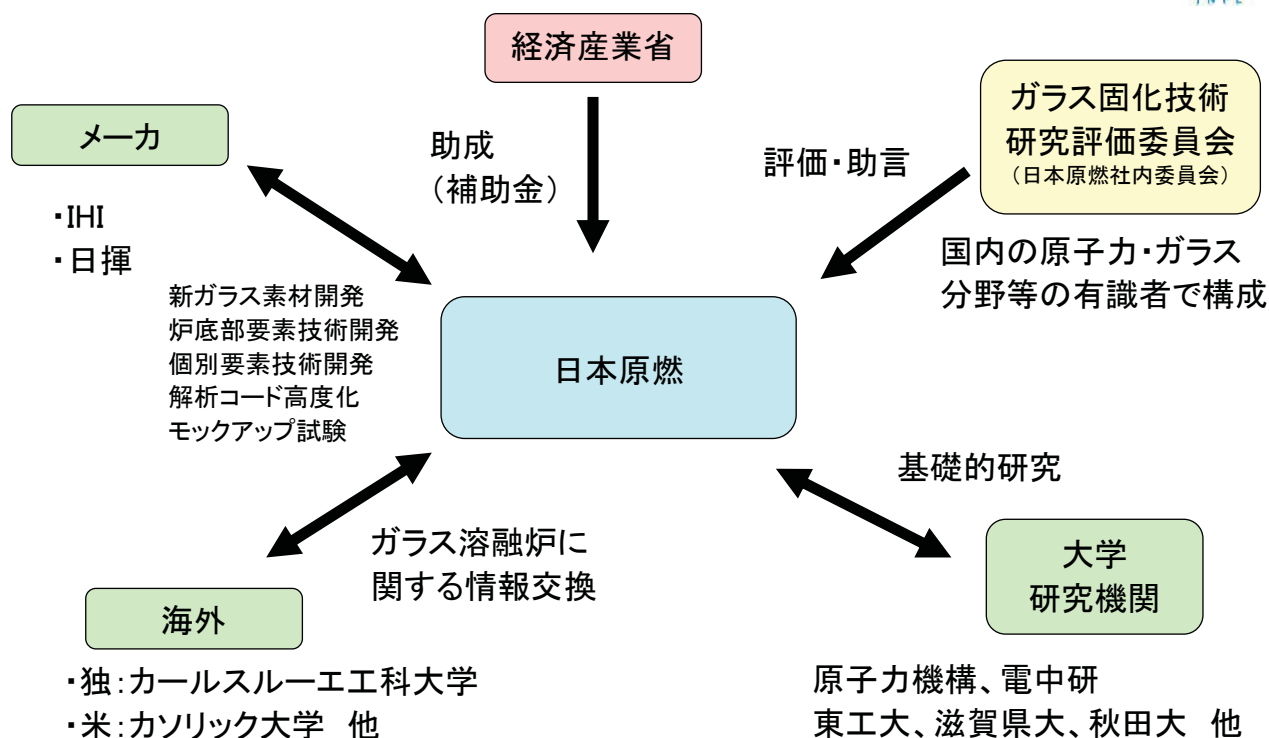 経済産業省
メーカ
・IHI
・日揮
助成
(補助金)
評価・助言
ガラス固化技術
研究評価委員会
(日本原燃社内委員会)
国内の原子力・ガラス
分野等の有識者で構成
新ガラス素材開発
炉底部要素技術開発
個別要素技術開発
解析コード高度化
モックアップ試験
日本原燃
ガラス溶融炉に
関する情報交換
基礎的研究
海外
・独:カールスルーエ工科大学
・米:カソリック大学 他
大学
研究機関
原子力機構、電中研
東工大、滋賀県大、秋田大 他